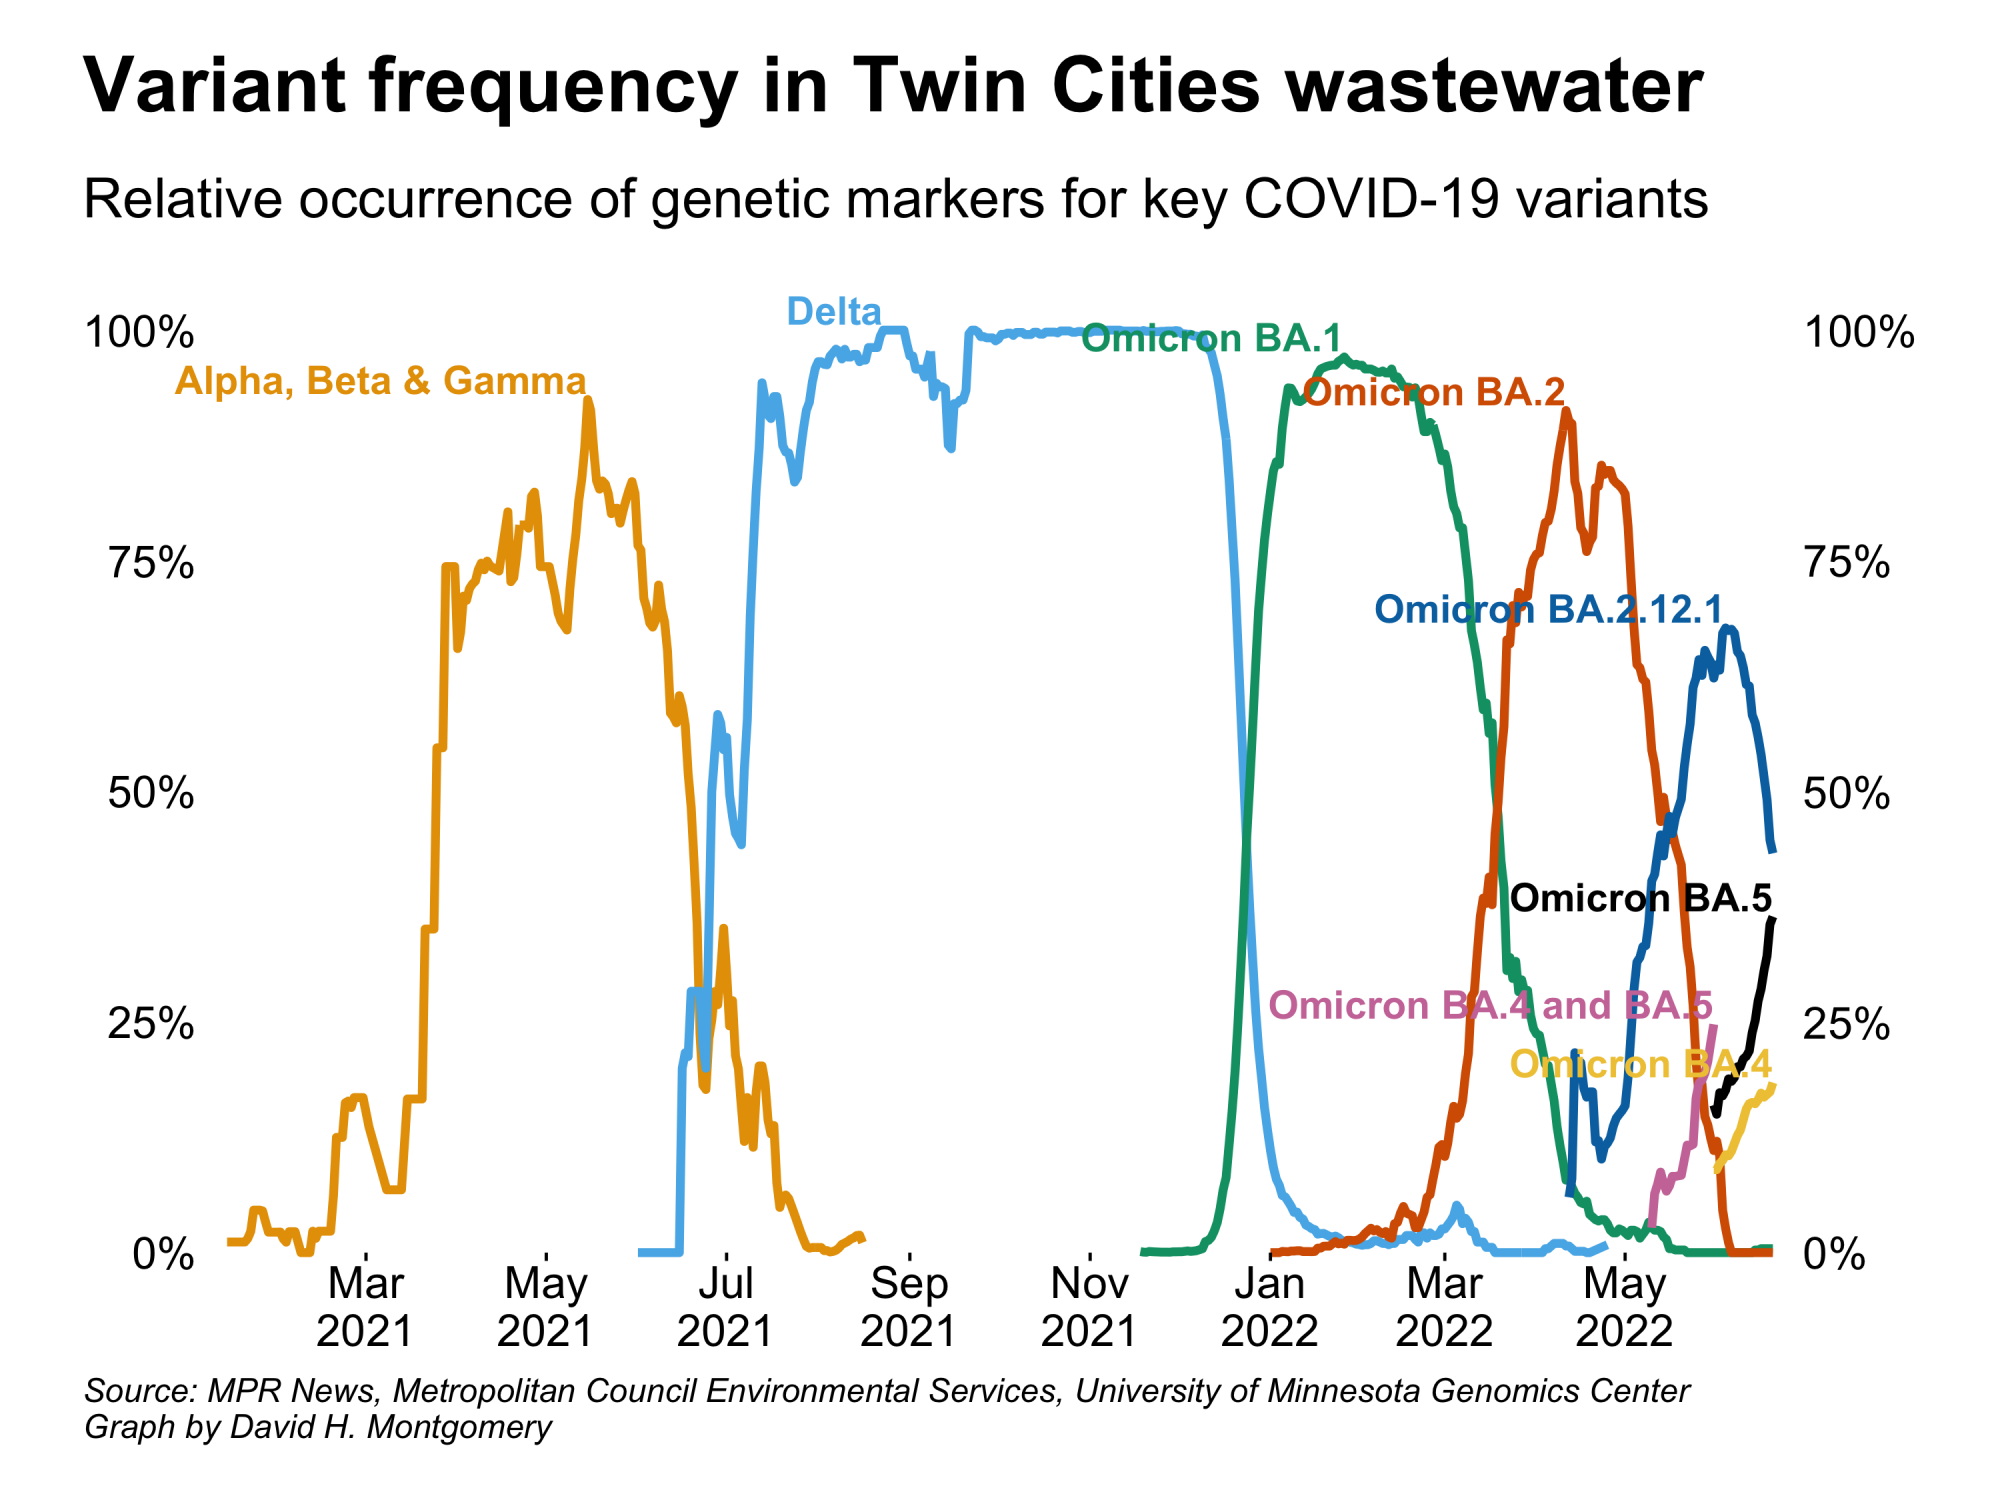 Variant frequency in Twin Cities wastewater
Relative occurrence of genetic markers for key COVID-19 variants
Delta
100%
Omicron BA.1
100%
Alpha, Beta & Gamma
Omicron BA.2
75%
75%
Omicron BA.2.12.1
50%
50%
Omicron BA.5
Omicron BA.4 and BA.5
25%
25%
Omicron BA.4
0%
0%
Mar
2021
May
2021
Jul
2021
Sep
2021
Nov
2021
Jan
2022
Mar
2022
May
2022
Source: MPR News, Metropolitan Council Environmental Services, University of Minnesota Genomics Center
Graph by David H. Montgomery